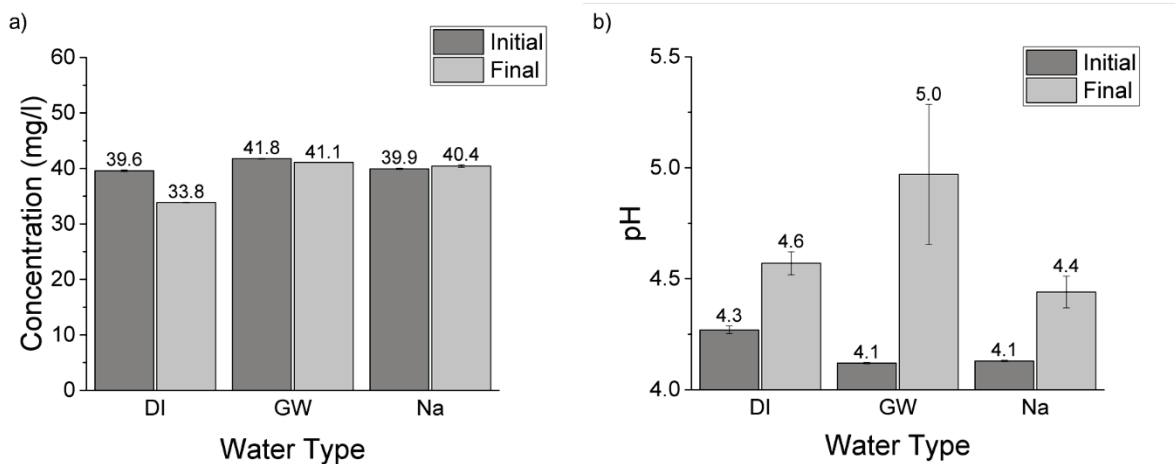 a)
Initial
Final
60
50
40
30
20
10
0
Concentration (mg/l)
39.6
33.8
41.8
41.1
39.9
40.4
DI
GW
Na
Water Type
b)
Initial
Final
5.5
5.0
4.5
4.0
pH
4.3
4.6
4.1
5.0
4.1
4.4
DI
GW
Na
Water Type